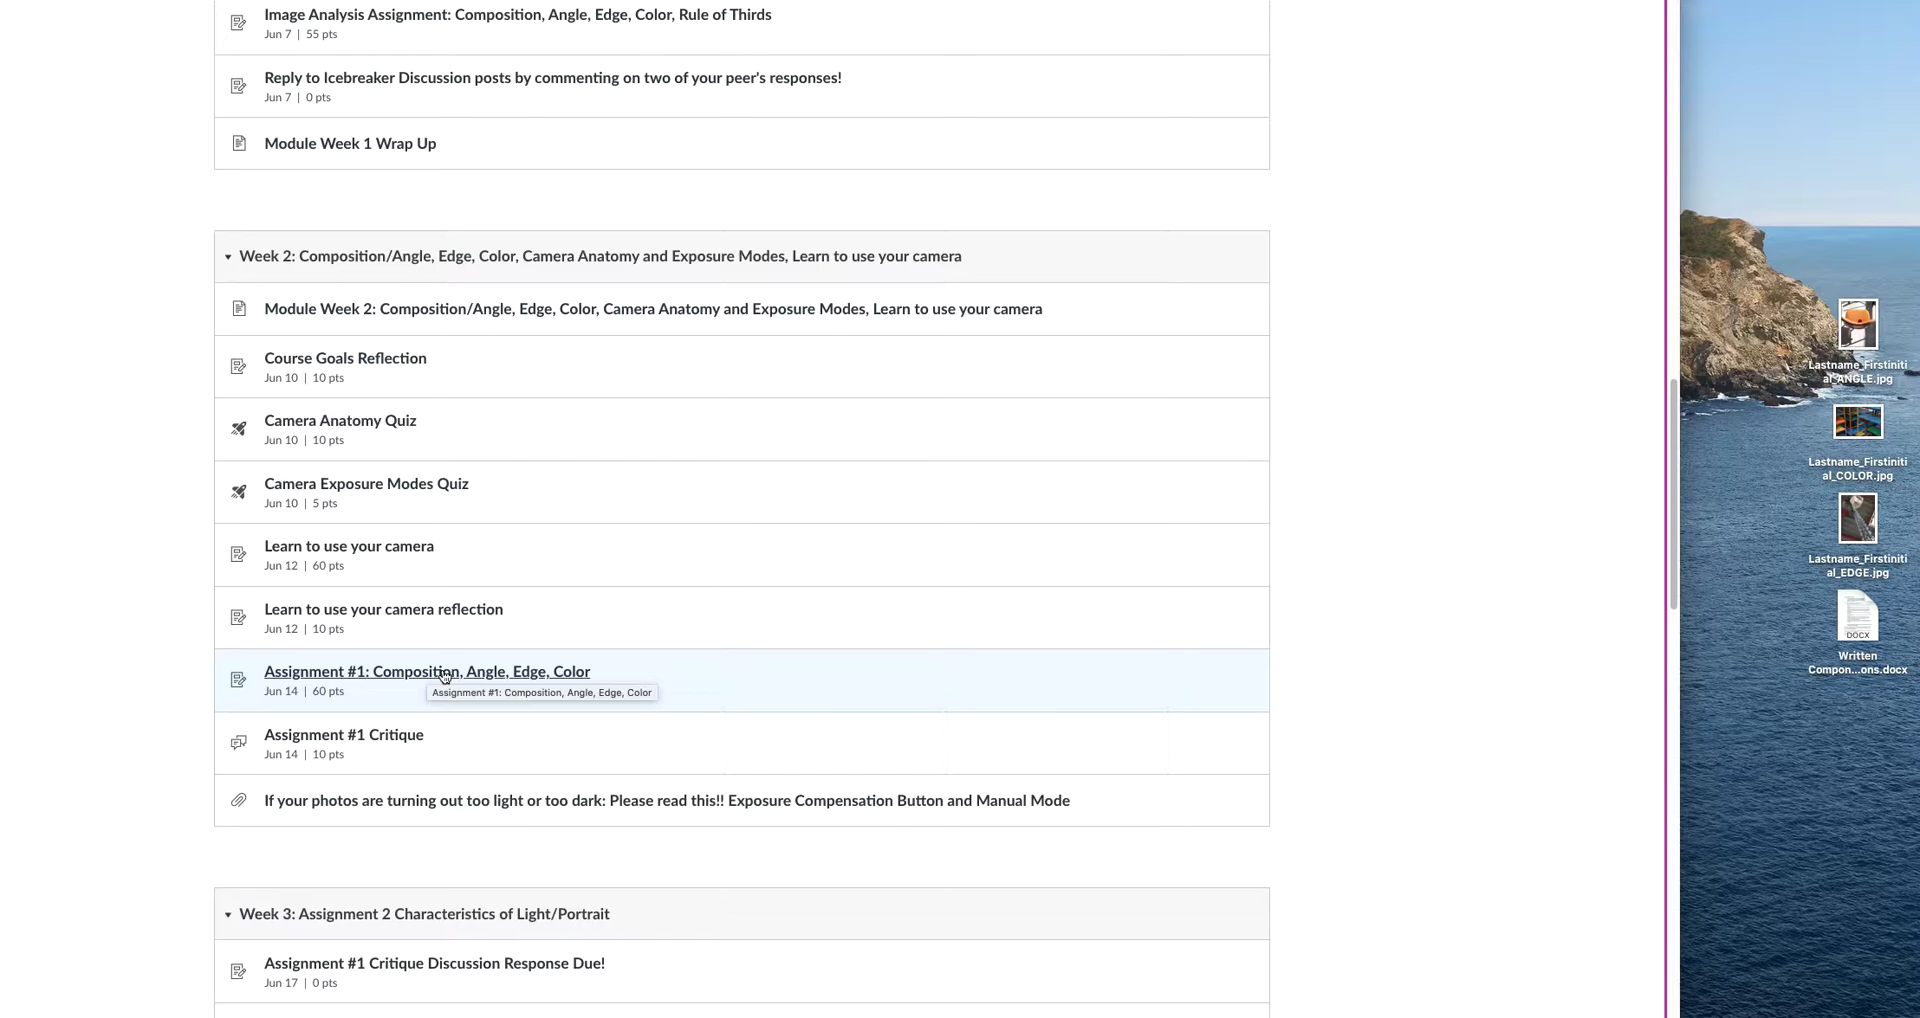 Image Analysis Assignment: Composition, Angle, Edge, Color, Rule of Thirds
Jun 7 | 55 pts
Reply to Icebreaker Discussion posts by commenting on two of your peer's responses!
Jun 7 | 0 pts
Module Week 1 Wrap Up
Week 2: Composition/Angle, Edge, Color, Camera Anatomy and Exposure Modes, Learn to use your camera
Module Week 2: Composition/Angle, Edge, Color, Camera Anatomy and Exposure Modes, Learn to use your camera
Course Goals Reflection
Jun 10 | 10 pts
Camera Anatomy Quiz
Jun 10 | 10 pts
Camera Exposure Modes Quiz
Jun 10 | 5 pts
Learn to use your camera
Jun 12 | 60 pts
Learn to use your camera reflection
Jun 12 | 10 pts
Assignment #1: Composition, Angle, Edge, Color
Jun 14 | 60 pts
Assignment #1: Composition, Angle, Edge, Color
Assignment #1 Critique
Jun 14 | 10 pts
If your photos are turning out too light or too dark: Please read this!! Exposure Compensation Button and Manual Mode
Week 3: Assignment 2 Characteristics of Light/Portrait
Assignment #1 Critique Discussion Response Due!
Jun 17 | 0 pts
Lastname_Firstiniti
al_ANGLE.jpg
Lastname_Firstiniti
al_COLOR.jpg
Lastname_Firstiniti
al_EDGE.jpg
DOCX
Written
Compon...ons.docx